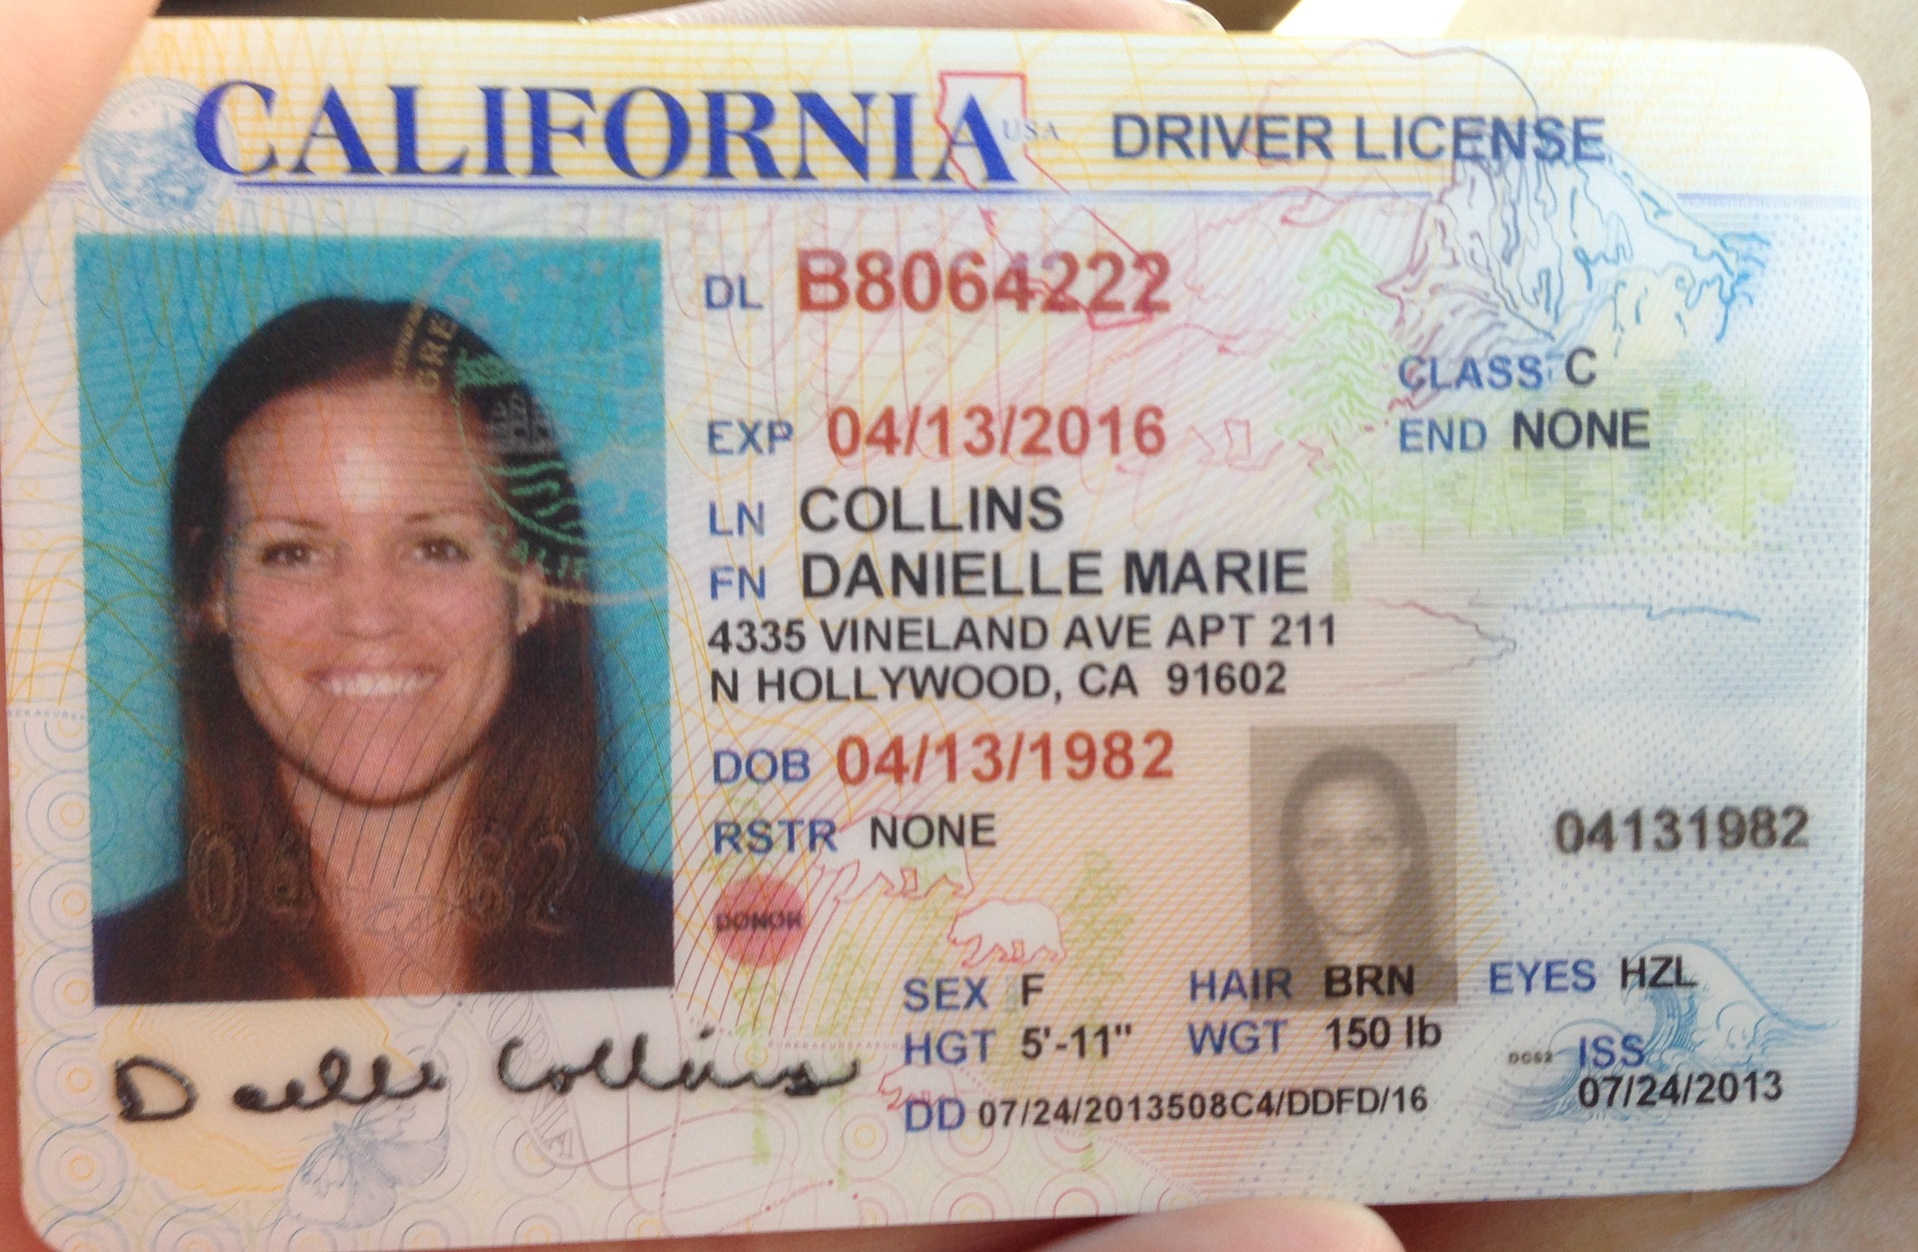 CALIFORNIA USA DRIVER LICENSE
DL B8064222
CLASS C
EXP 04/13/2016
END NONE
LN COLLINS
FN DANIELLE MARIE
4335 VINELAND AVE APT 211
N HOLLYWOOD, CA 91602
DOB 04/13/1982
RSTR NONE
04131982
DONOR
SEX F HAIR BRN EYES HZL
HGT 5'-11" WGT 150 lb
ISS
07/24/2013
DD 07/24/2013508C4/DDFD/16